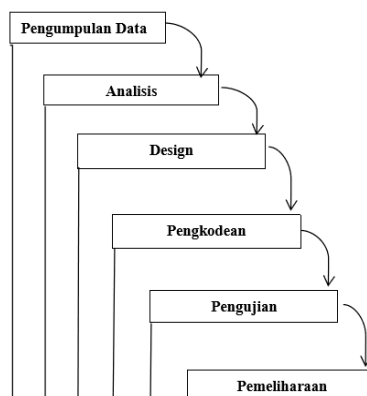 Pengumpulan Data
Analisis
Design
Pengkodean
Pengujian
Pemeliharaan